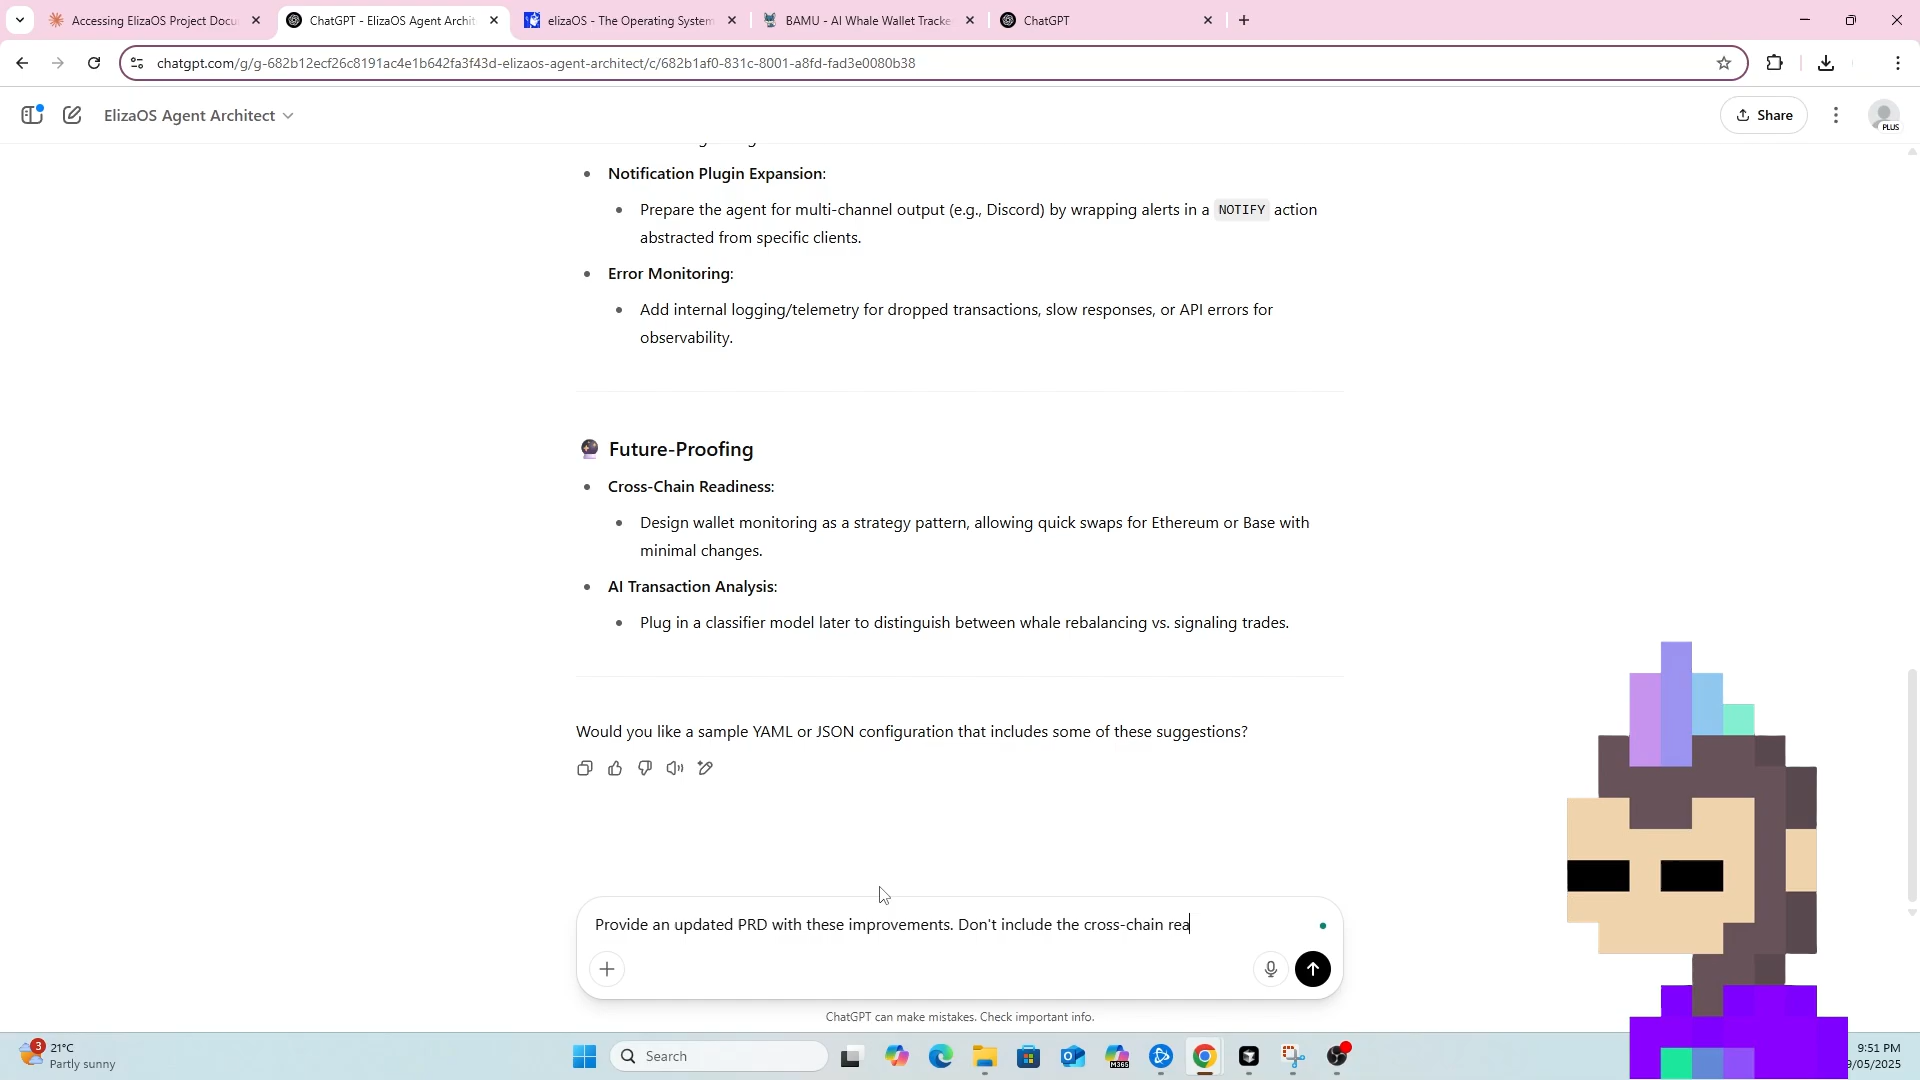 Accessing ElizaOS Project Docu
ChatGPT - ElizaOS Agent Archit
elizaOS - The Operating System
BAMU - AI Whale Wallet Tracke
ChatGPT
chatgpt.com/g/g-682b12ecf26c8191ac4e1b642fa3f43d-elizaos-agent-architect/c/682b1af0-831c-8001-a8fd-fad3e0080b38
ElizaOS Agent Architect
Share
PLUS
Notification Plugin Expansion:
Prepare the agent for multi-channel output (e.g., Discord) by wrapping alerts in a NOTIFY action
abstracted from specific clients.
Error Monitoring:
Add internal logging/telemetry for dropped transactions, slow responses, or API errors for
observability.
Future-Proofing
Cross-Chain Readiness:
Design wallet monitoring as a strategy pattern, allowing quick swaps for Ethereum or Base with
minimal changes.
AI Transaction Analysis:
Plug in a classifier model later to distinguish between whale rebalancing vs. signaling trades.
Would you like a sample YAML or JSON configuration that includes some of these suggestions?
Provide an updated PRD with these improvements. Don't include the cross-chain rea
ChatGPT can make mistakes. Check important info.
3
21°C
Partly sunny
Search
M365
9:51 PM
9/05/2025